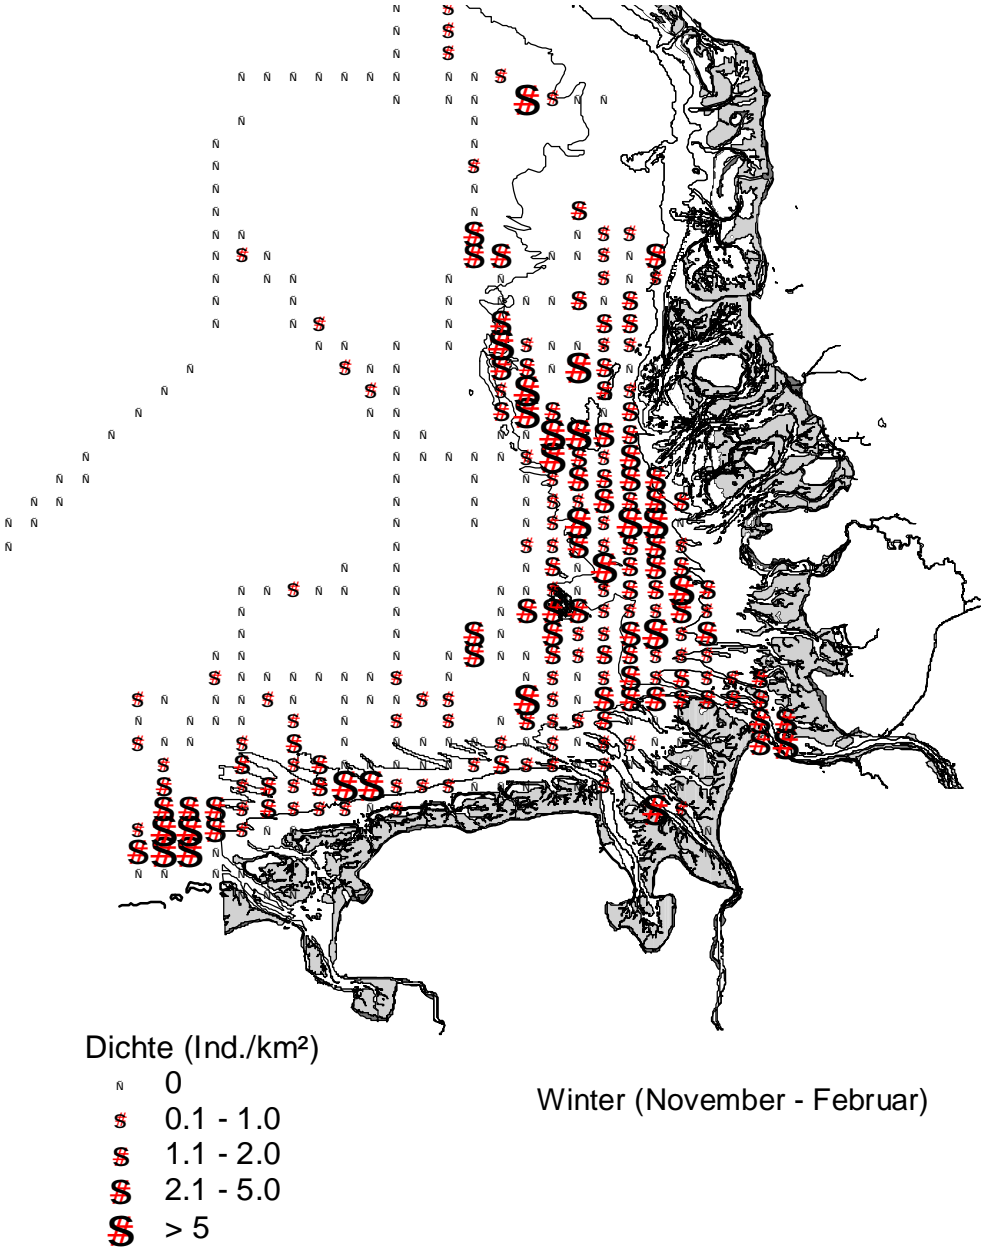 Dichte (Ind./km²)
0
0.1 - 1.0
1.1 - 2.0
2.1 - 5.0
> 5
Winter (November - Februar)